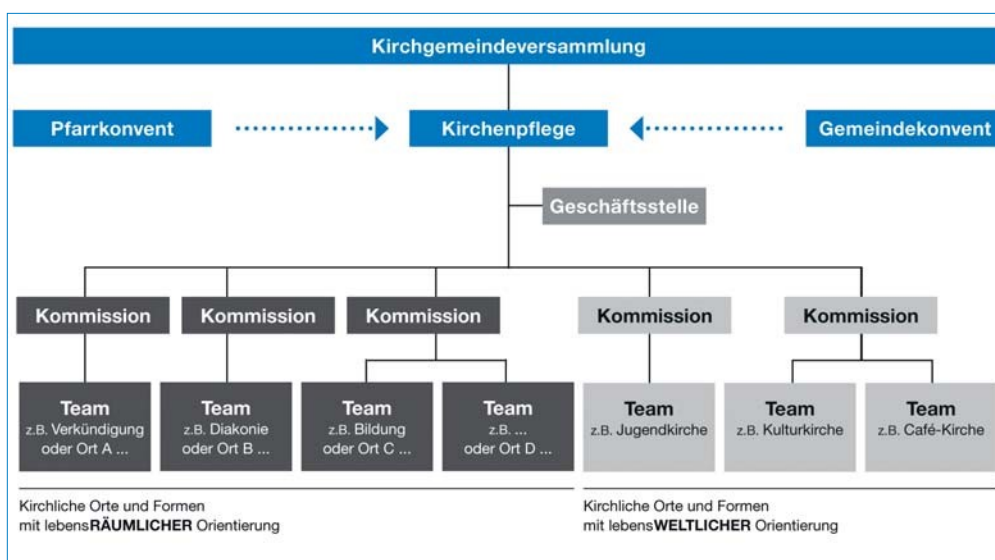 Kirchgemeindeversammlung
Pfarrkonvent
Kirchenpflege
Gemeindekonvent
Geschäftsstelle
Kommission
Kommission
Kommission
Kommission
Kommission
Team
z.B. Verkündigung
oder Ort A ...
Team
z.B. Diakonie
oder Ort B ...
Team
z.B. Bildung
oder Ort C ...
Team
z.B. ...
oder Ort D ...
Team
z.B. Jugendkirche
Team
z.B. Kulturkirche
Team
z.B. Café-Kirche
Kirchliche Orte und Formen
mit lebensRÄUMLICHER Orientierung
Kirchliche Orte und Formen
mit lebensWELTLICHER Orientierung